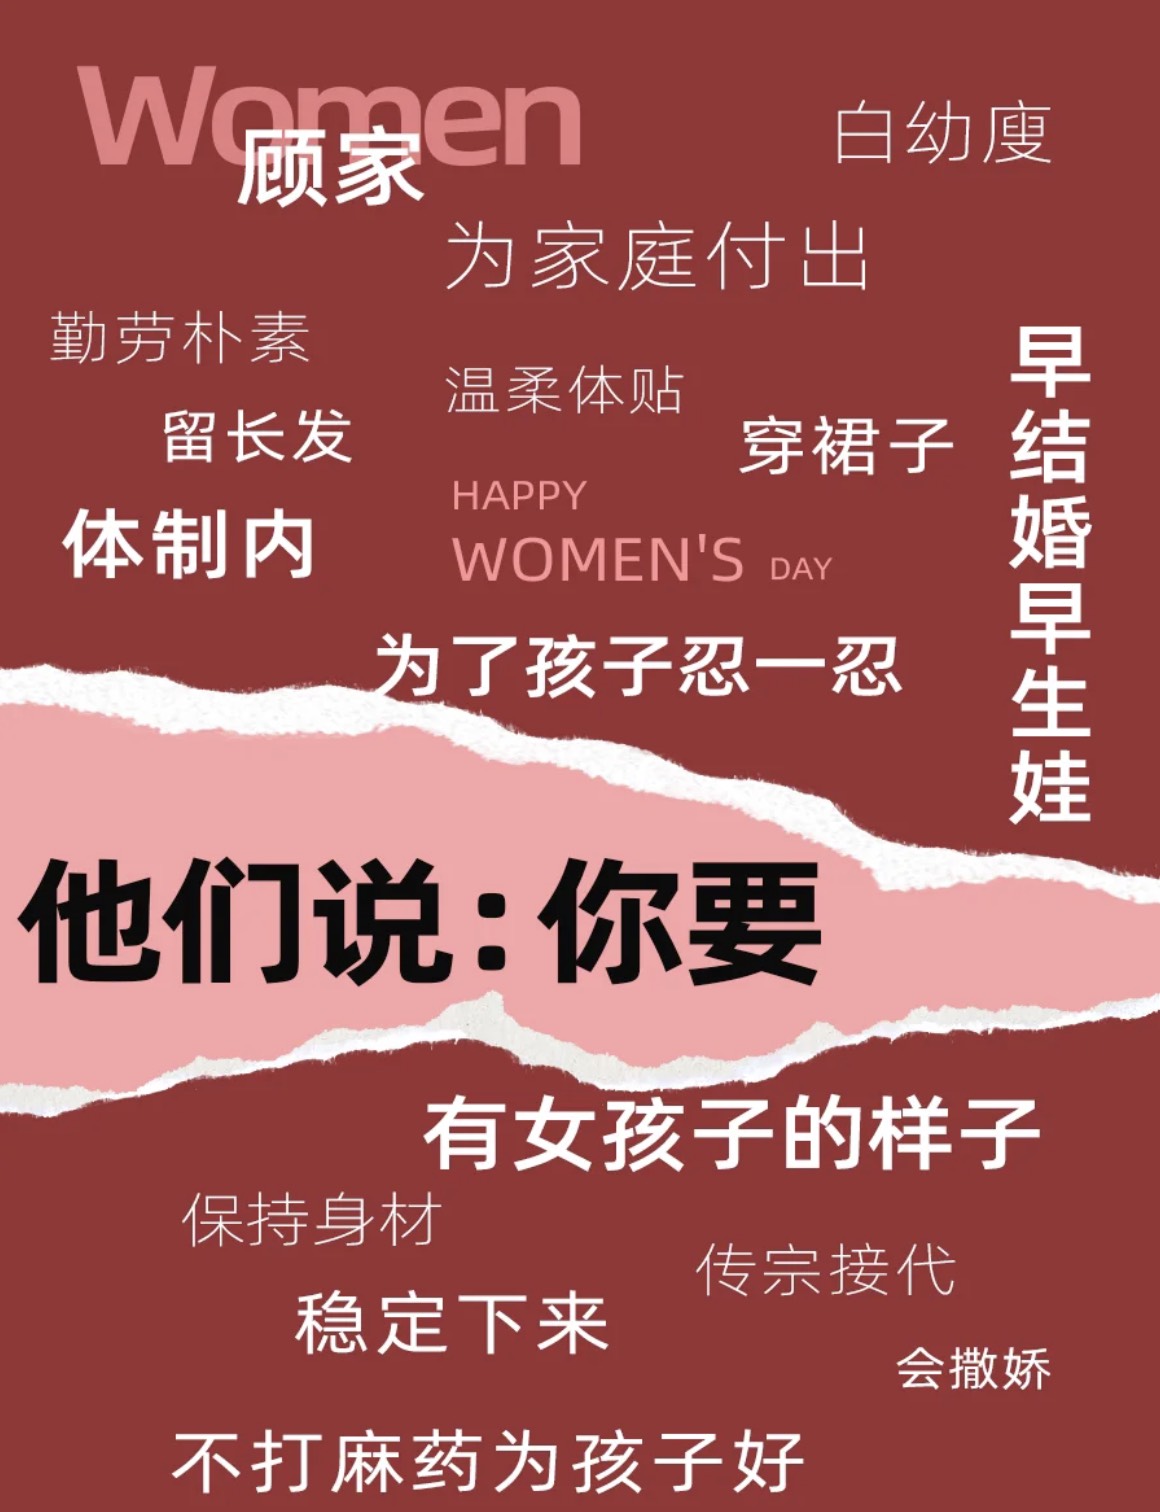 Women
白幼廋
顾家
为家庭付出
勤劳朴素
温柔体贴
早结婚早生娃
留长发
穿裙子
HAPPY
体制内
WOMEN'S DAY
为了孩子忍一忍
他们说:你要
有女孩子的样子
保持身材
传宗接代
稳定下来
会撒娇
不打麻药为孩子好